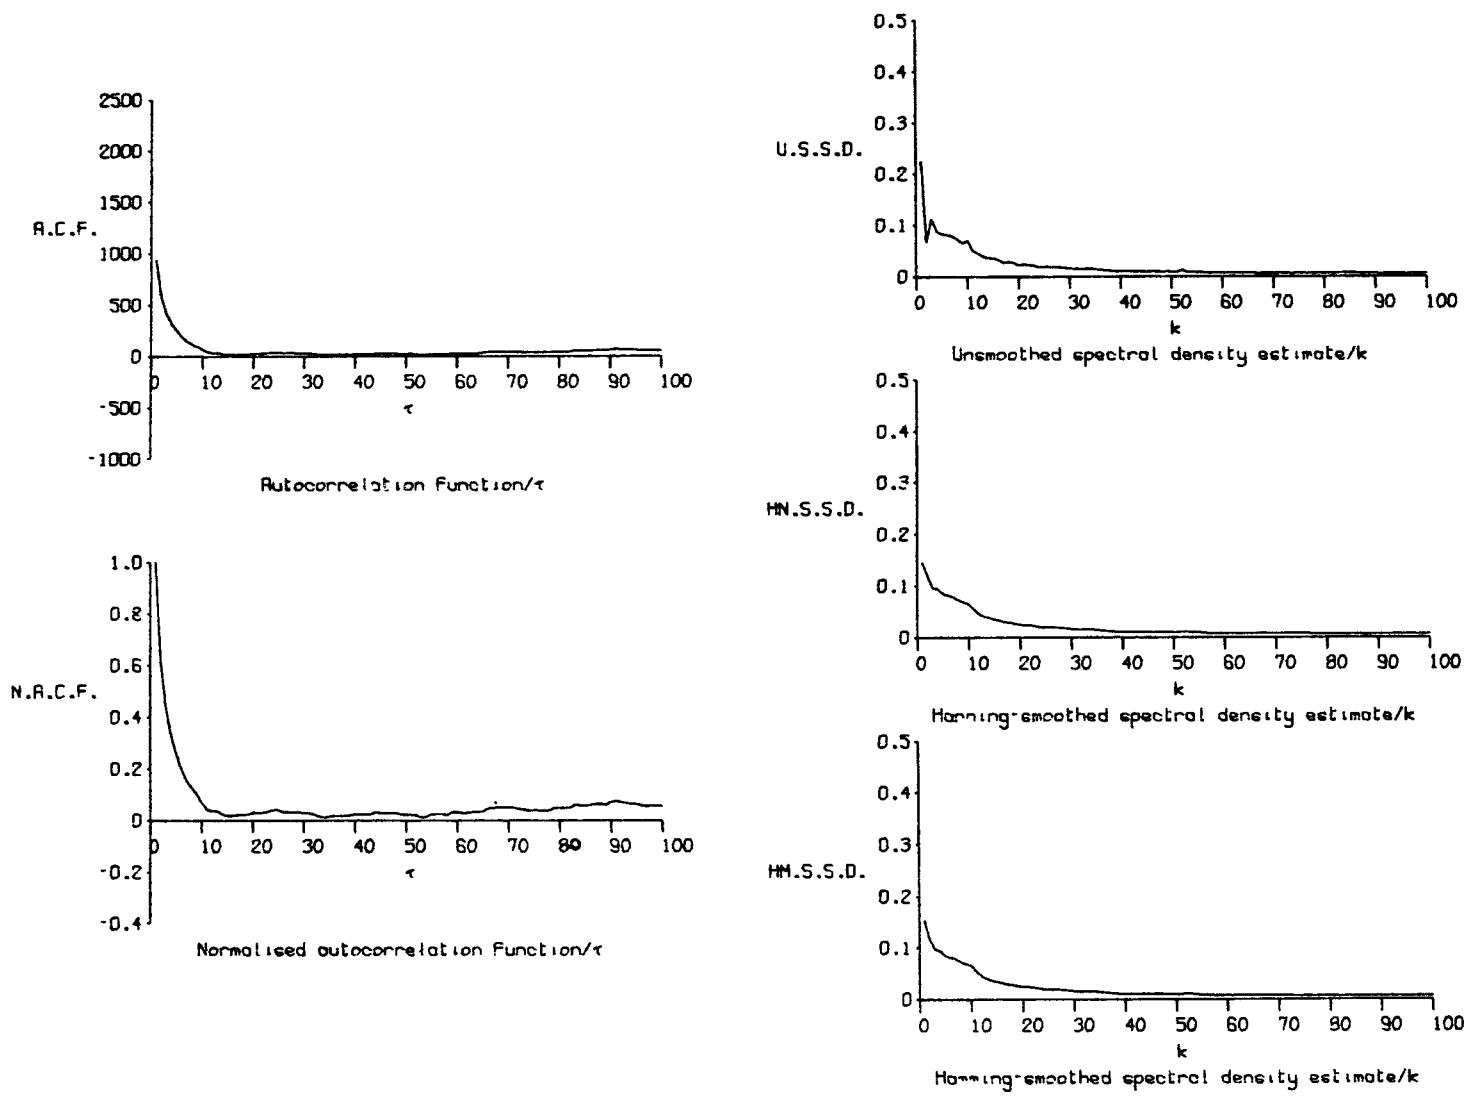 2500
2000
1500
A.C.F.
1000
500
0
0 10 20 30 40 50 60 70 80 90 100
τ
-500
-1000
Autocorrelation Function/τ
1.0
0.8
0.6
N.A.C.F.
0.4
0.2
0
0 10 20 30 40 50 60 70 80 90 100
τ
-0.2
-0.4
Normalised autocorrelation Function/τ
0.5
0.4
0.3
U.S.S.D.
0.2
0.1
0
0 10 20 30 40 50 60 70 80 90 100
k
Unsmoothed spectral density estimate/k
0.5
0.4
0.3
HN.S.S.D.
0.2
0.1
0
0 10 20 30 40 50 60 70 80 90 100
k
Hanning-smoothed spectral density estimate/k
0.5
0.4
0.3
HM.S.S.D.
0.2
0.1
0
0 10 20 30 40 50 60 70 80 90 100
k
Hamming-smoothed spectral density estimate/k